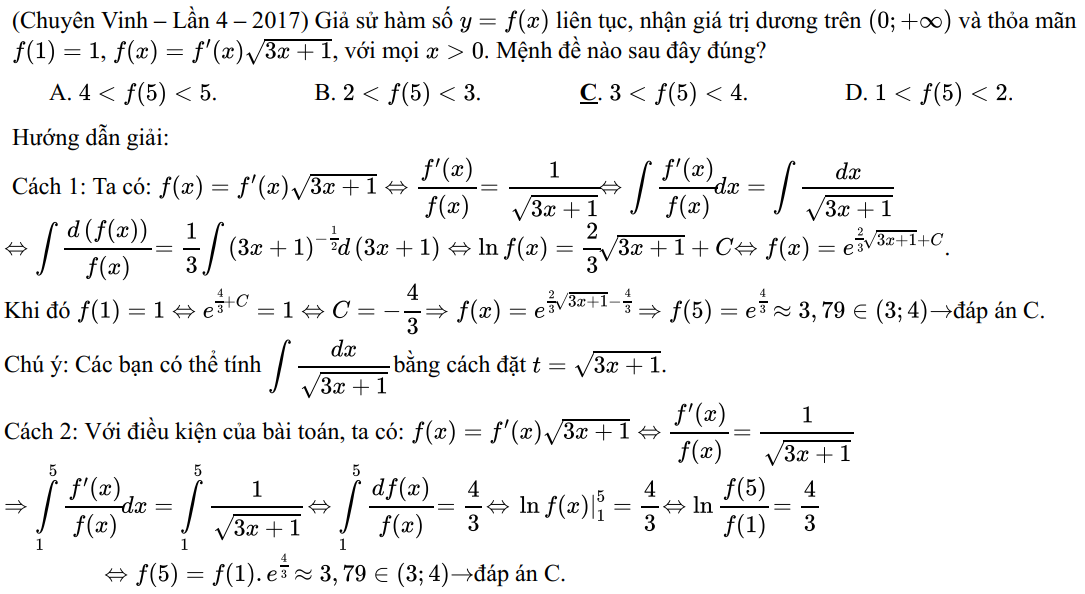 (Chuyên Vinh – Lần 4 – 2017) Giả sử hàm số $y = f(x)$ liên tục, nhận giá trị dương trên $(0; +\infty)$ và thỏa mãn
$f(1) = 1$, $f(x) = f'(x)\sqrt{3x+1}$, với mọi $x > 0$. Mệnh đề nào sau đây đúng?
A. $4 < f(5) < 5$. B. $2 < f(5) < 3$. C. $3 < f(5) < 4$. D. $1 < f(5) < 2$.
Hướng dẫn giải:
Cách 1: Ta có: $f(x) = f'(x)\sqrt{3x+1} \Leftrightarrow \frac{f'(x)}{f(x)} = \frac{1}{\sqrt{3x+1}} \Leftrightarrow \int \frac{f'(x)}{f(x)}dx = \int \frac{dx}{\sqrt{3x+1}}$
$\Leftrightarrow \int \frac{d(f(x))}{f(x)} = \frac{1}{3}\int (3x+1)^{-\frac{1}{2}}d(3x+1) \Leftrightarrow \ln f(x) = \frac{2}{3}\sqrt{3x+1} + C \Leftrightarrow f(x) = e^{\frac{2}{3}\sqrt{3x+1}+C}$.
Khi đó $f(1) = 1 \Leftrightarrow e^{\frac{4}{3}+C} = 1 \Leftrightarrow C = -\frac{4}{3} \Rightarrow f(x) = e^{\frac{2}{3}\sqrt{3x+1}-\frac{4}{3}} \Rightarrow f(5) = e^{\frac{4}{3}} \approx 3,79 \in (3;4) \rightarrow$đáp án C.
Chú ý: Các bạn có thể tính $\int \frac{dx}{\sqrt{3x+1}}$ bằng cách đặt $t = \sqrt{3x+1}$.
Cách 2: Với điều kiện của bài toán, ta có: $f(x) = f'(x)\sqrt{3x+1} \Leftrightarrow \frac{f'(x)}{f(x)} = \frac{1}{\sqrt{3x+1}}$
$\Rightarrow \int_1^5 \frac{f'(x)}{f(x)}dx = \int_1^5 \frac{1}{\sqrt{3x+1}} \Leftrightarrow \int_1^5 \frac{df(x)}{f(x)} = \frac{4}{3} \Leftrightarrow \ln f(x)|_1^5 = \frac{4}{3} \Leftrightarrow \ln \frac{f(5)}{f(1)} = \frac{4}{3}$
$\Leftrightarrow f(5) = f(1).e^{\frac{4}{3}} \approx 3,79 \in (3;4) \rightarrow$đáp án C.